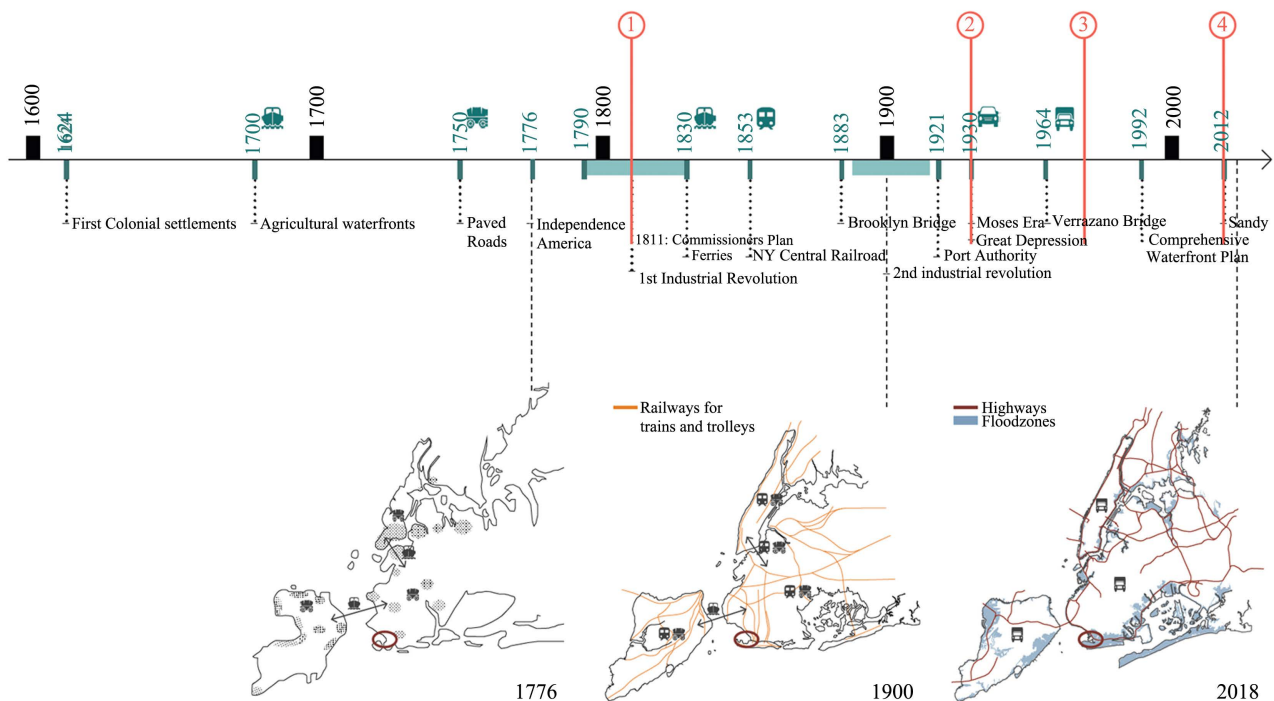 1
2
3
4
1600
1700
1750
1776
1790
1800
1830
1853
1883
1900
1921
1930
1964
1992
2000
2012
1624
1700
First Colonial settlements
Agricultural waterfronts
Paved
Roads
Independence
America
1811: Commissioners Plan
Ferries
1st Industrial Revolution
NY Central Railroad
Brooklyn Bridge
2nd industrial revolution
Port Authority
Moses Era
Great Depression
Verrazano Bridge
Comprehensive
Waterfront Plan
Sandy
Railways for
trains and trolleys
Highways
Floodzones
1776
1900
2018